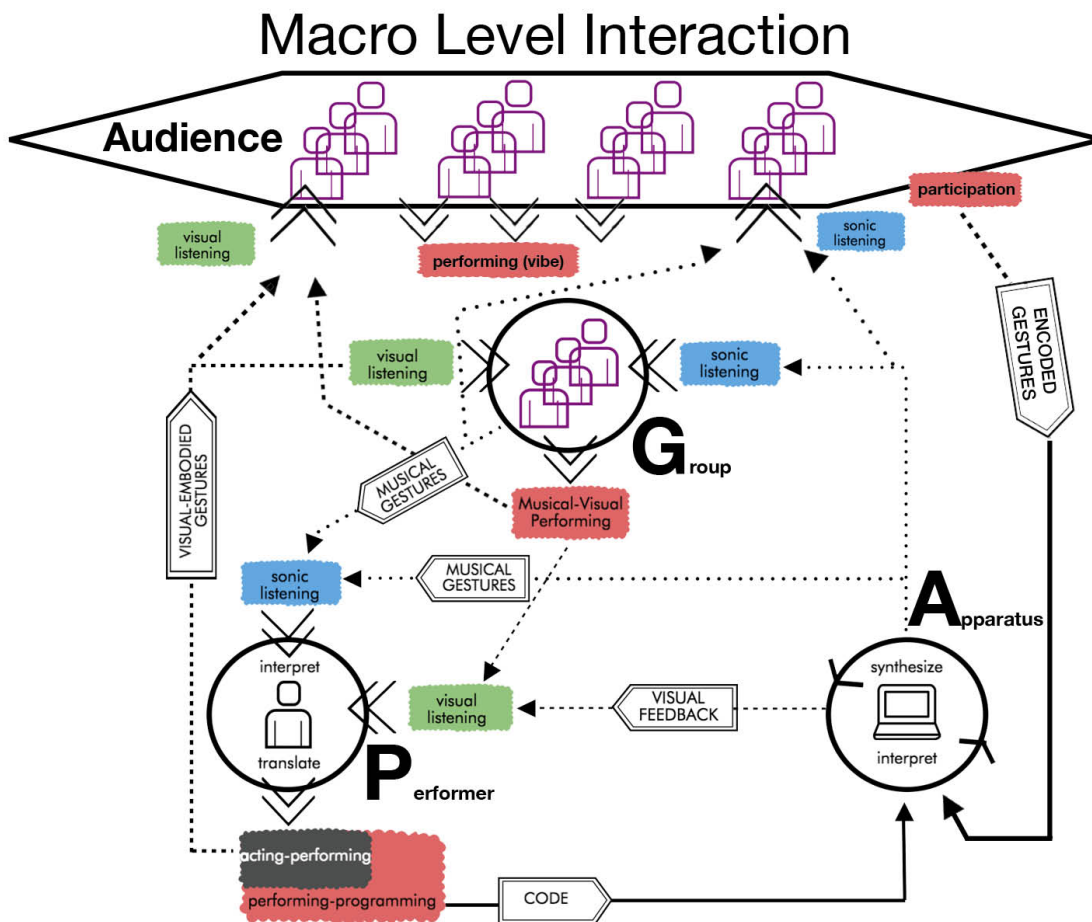 Macro Level Interaction
Audience
participation
visual
listening
sonic
listening
performing (vibe)
ENCODED
GESTURES
visual
listening
sonic
listening
Group
VISUAL-EMBODIED
GESTURES
MUSICAL
GESTURES
Musical-Visual
Performing
sonic
listening
MUSICAL
GESTURES
Apparatus
interpret
translate
visual
listening
VISUAL
FEEDBACK
synthesize
interpret
Performer
acting-performing
performing-programming
CODE